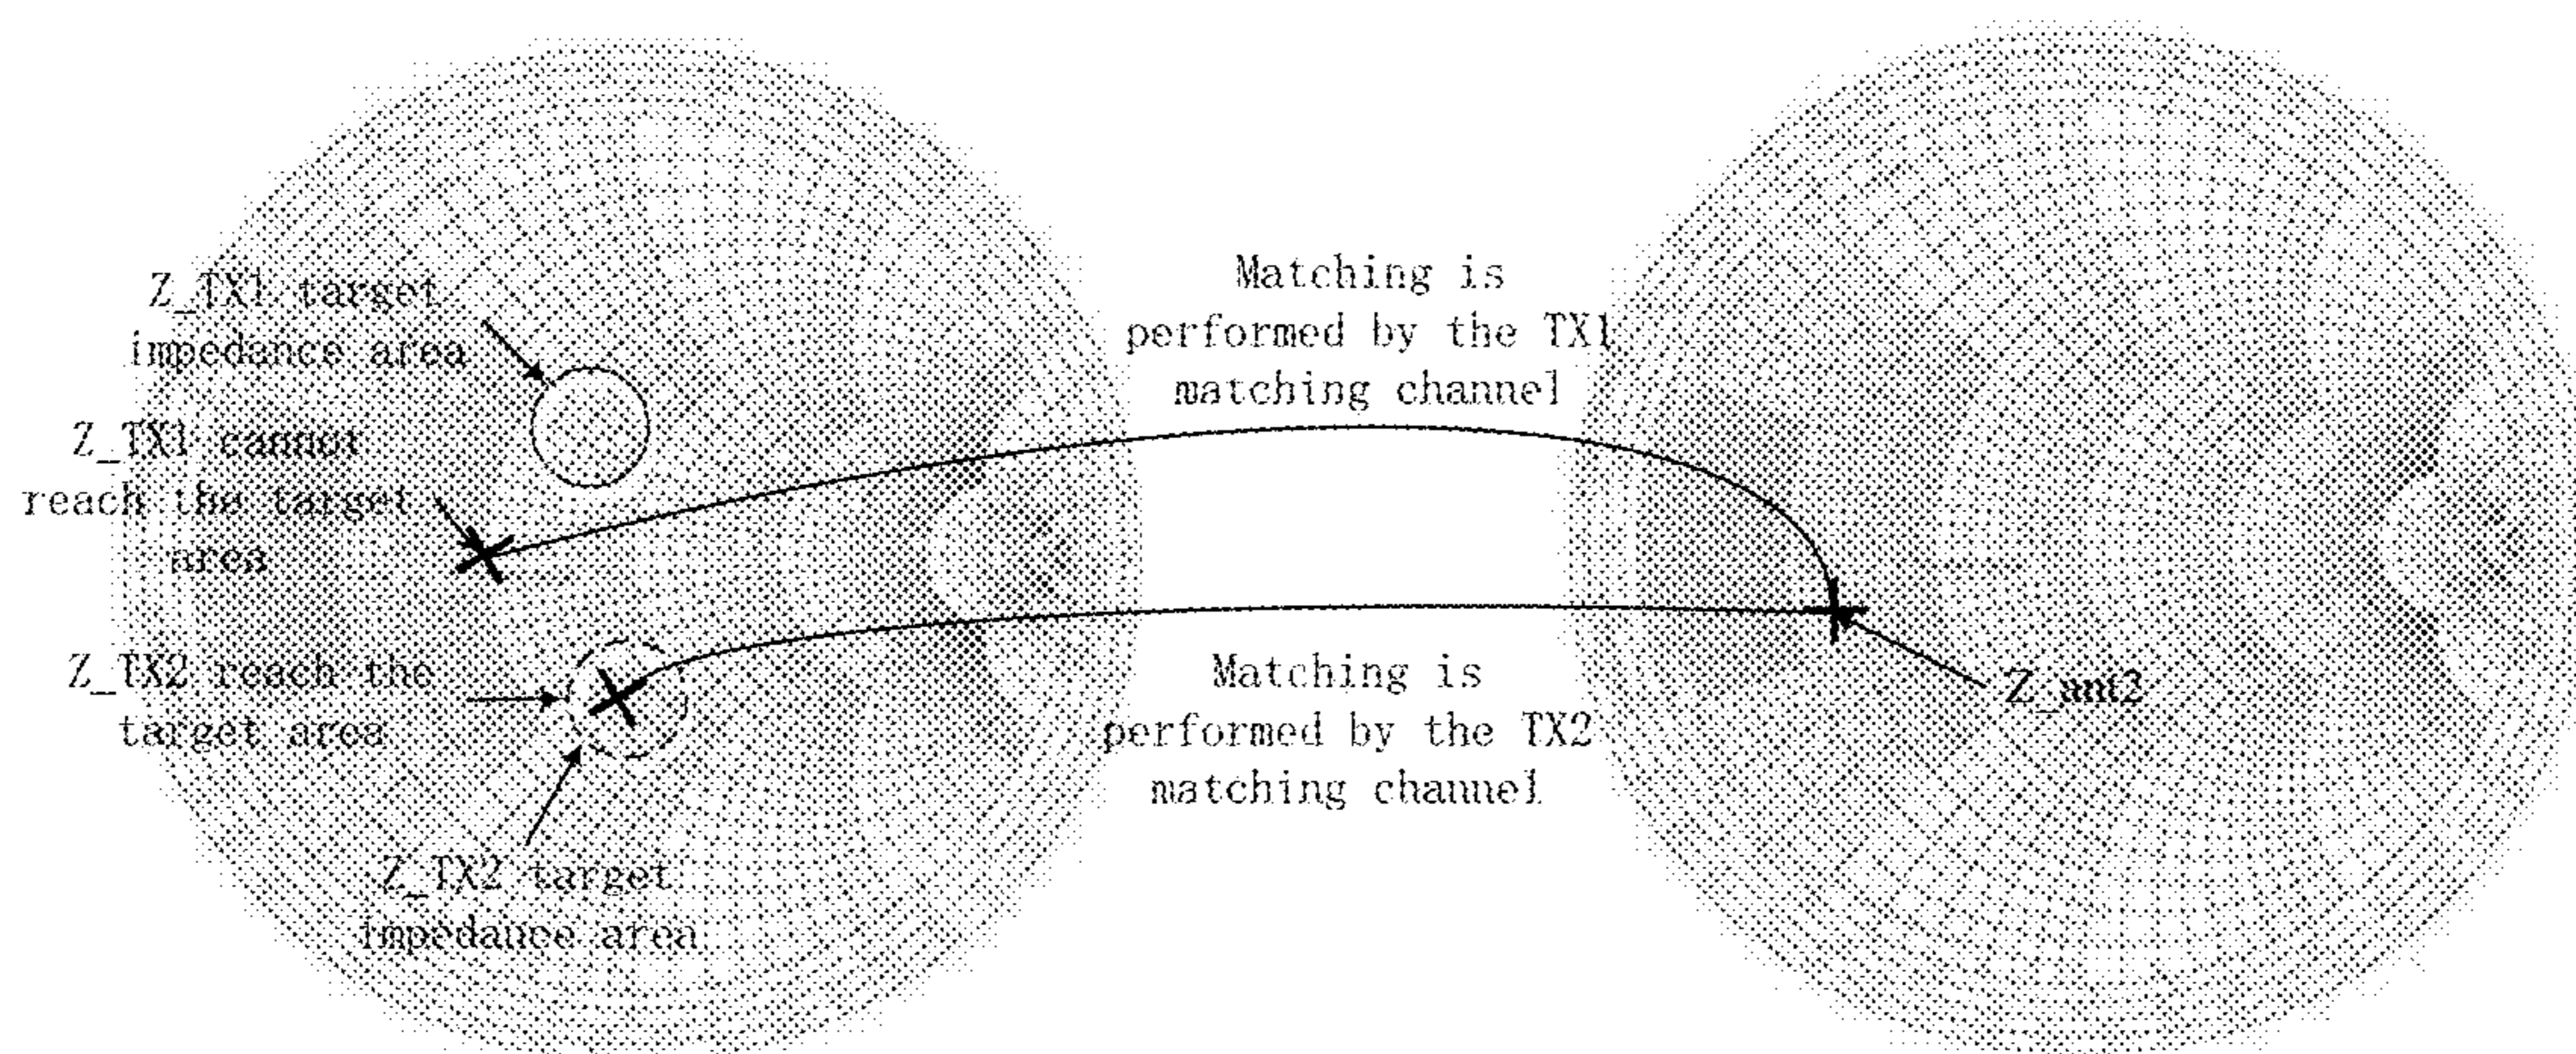 Z_TX1 target
impedance area
Z_TX1 cannot
reach the target
area
Z_TX2 reach the
target area
Z_TX2 target
impedance area
Matching is
performed by the TX1
matching channel
Matching is
performed by the TX2
matching channel
Z_ant2